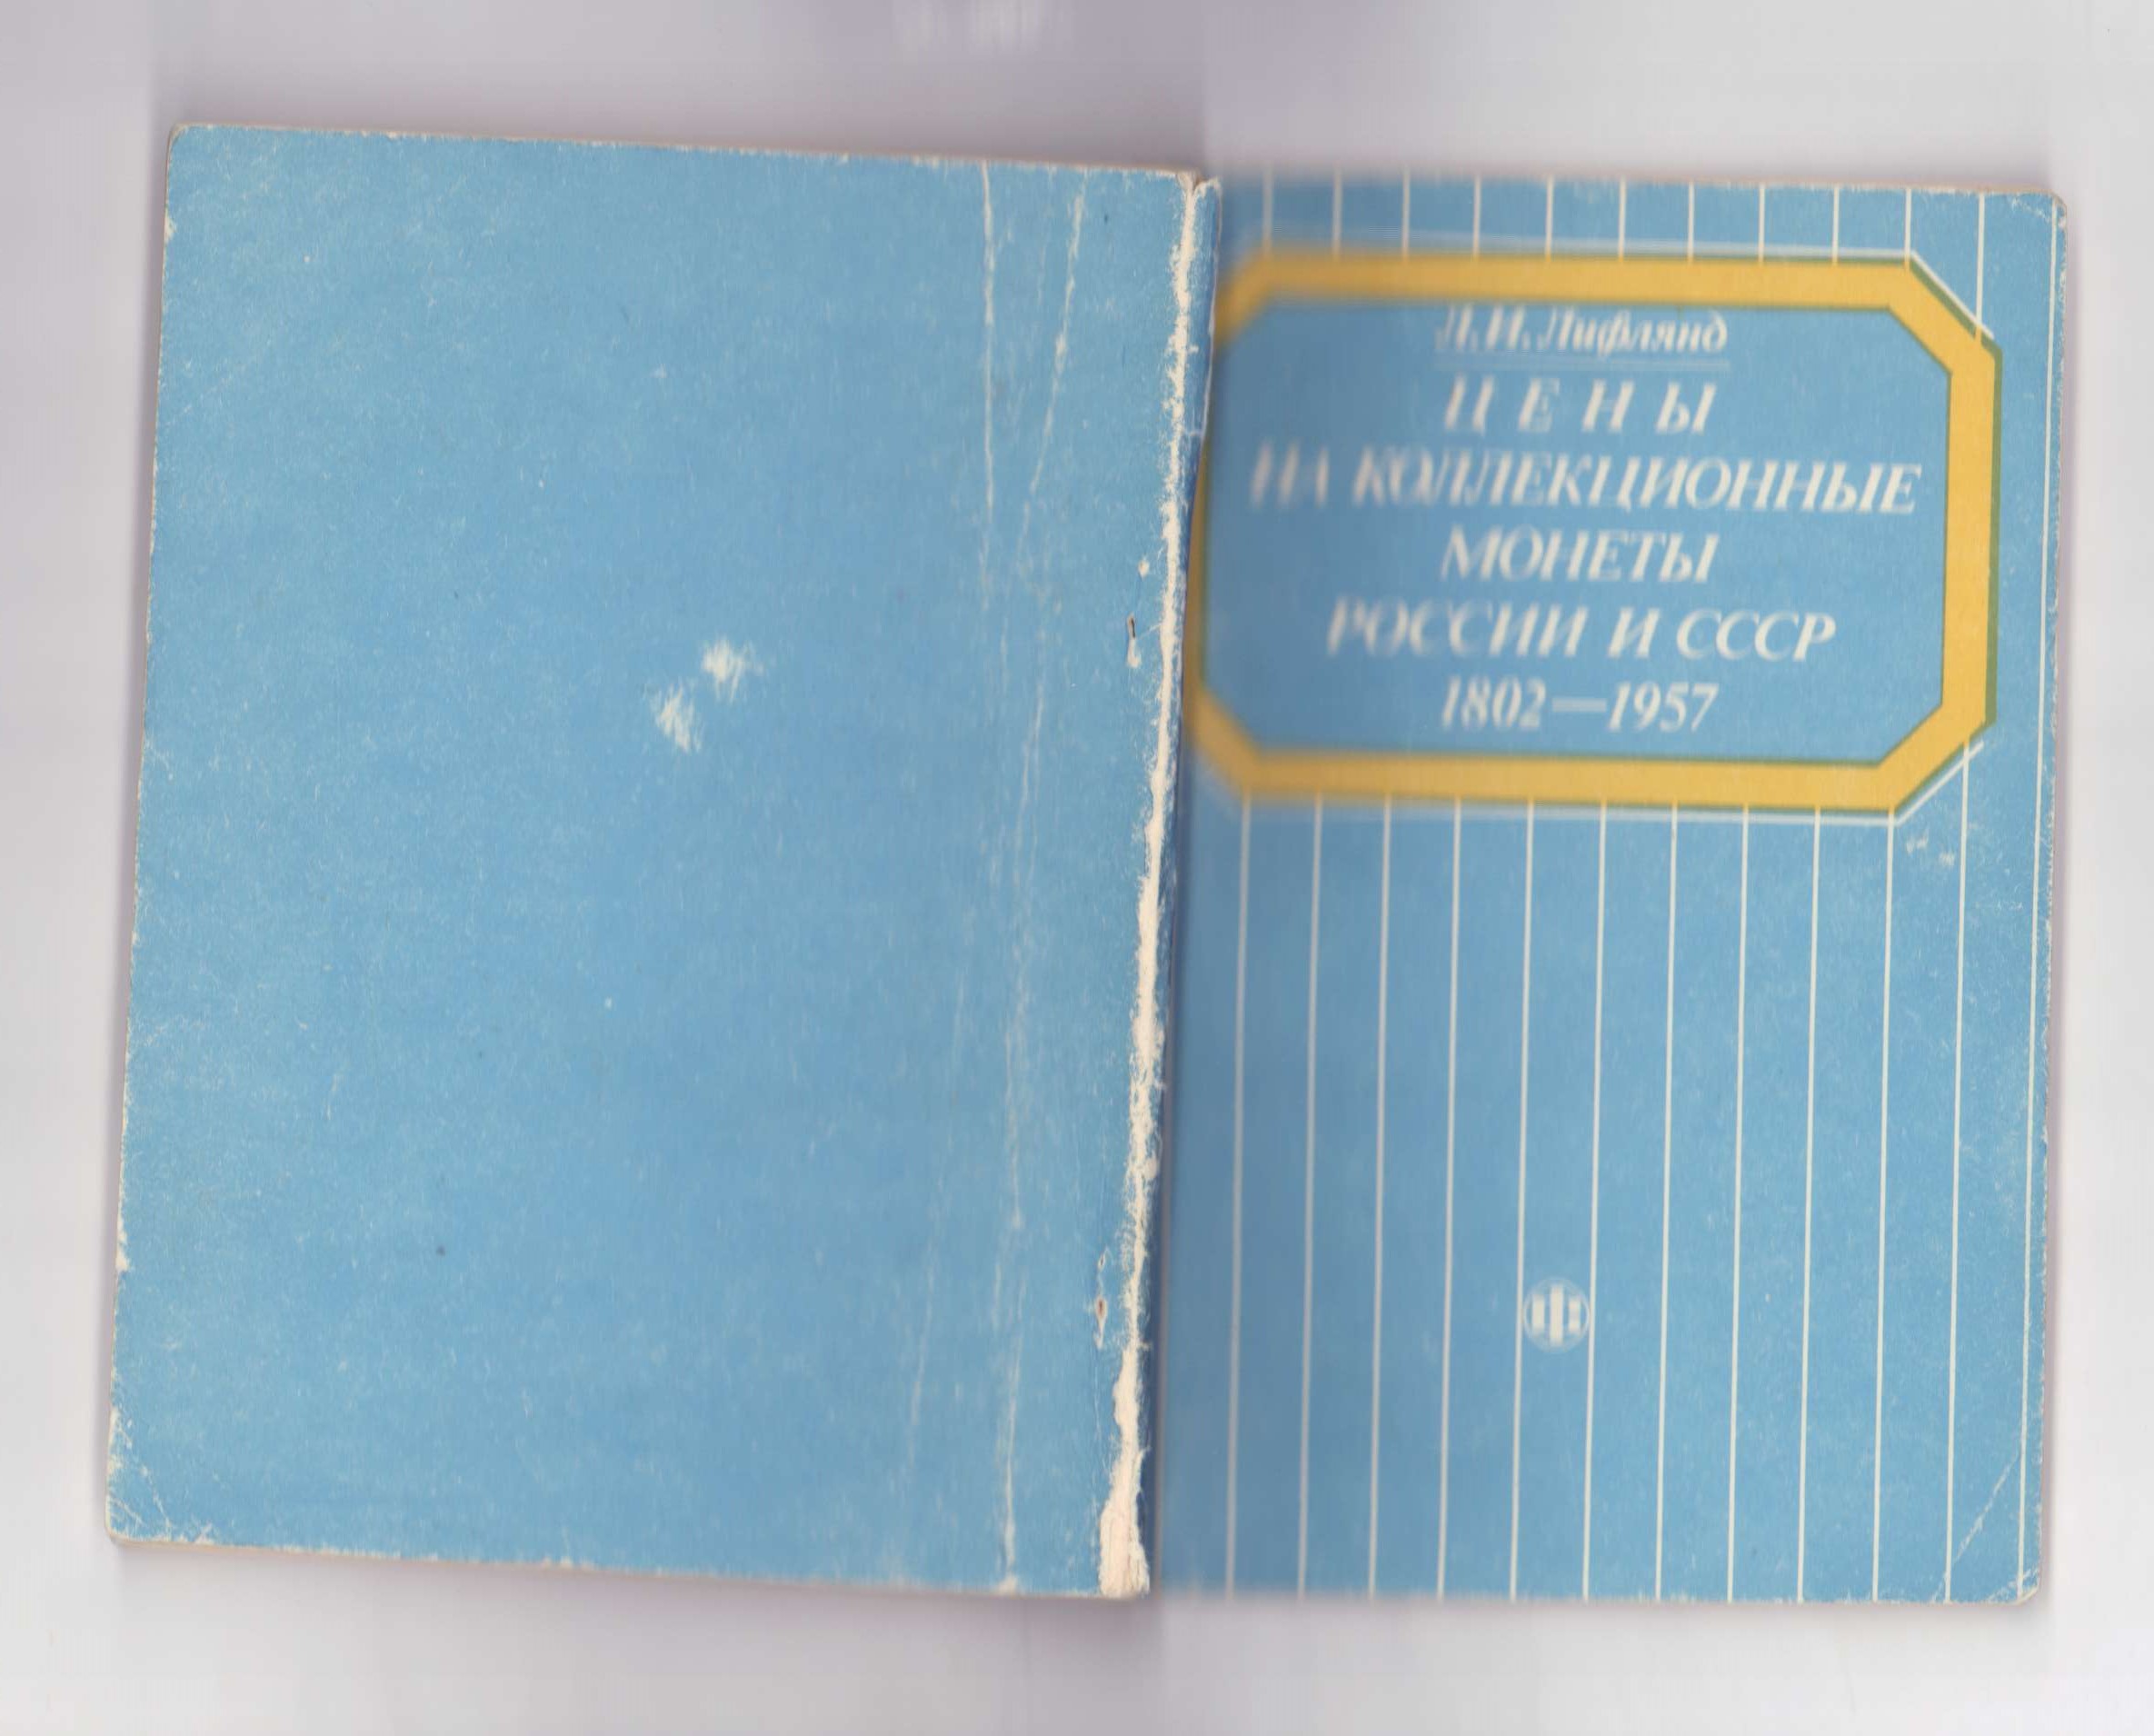 Л.И.Лифлянд
ЦЕНЫ
НА КОЛЛЕКЦИОННЫЕ
МОНЕТЫ
РОССИИ И СССР
1802—1957